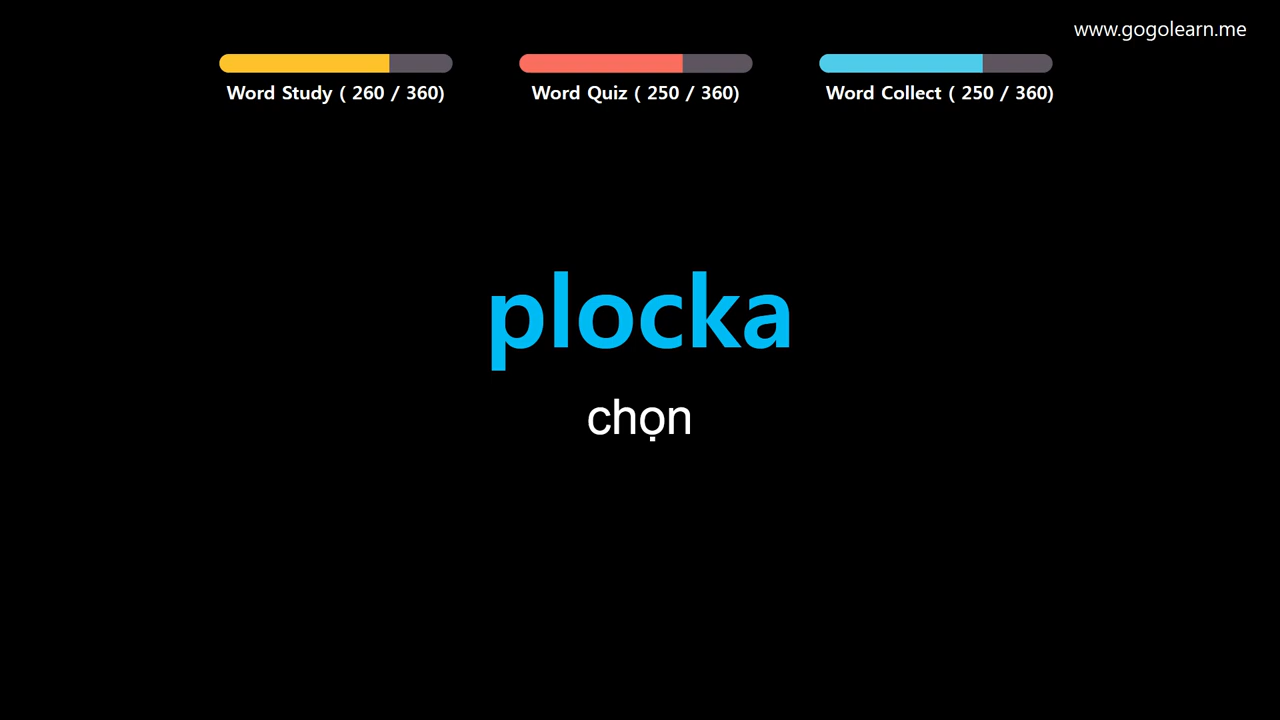 www.gogolearn.me
Word Study ( 260 / 360)
Word Quiz ( 250 / 360)
Word Collect ( 250 / 360)
plocka
chọn